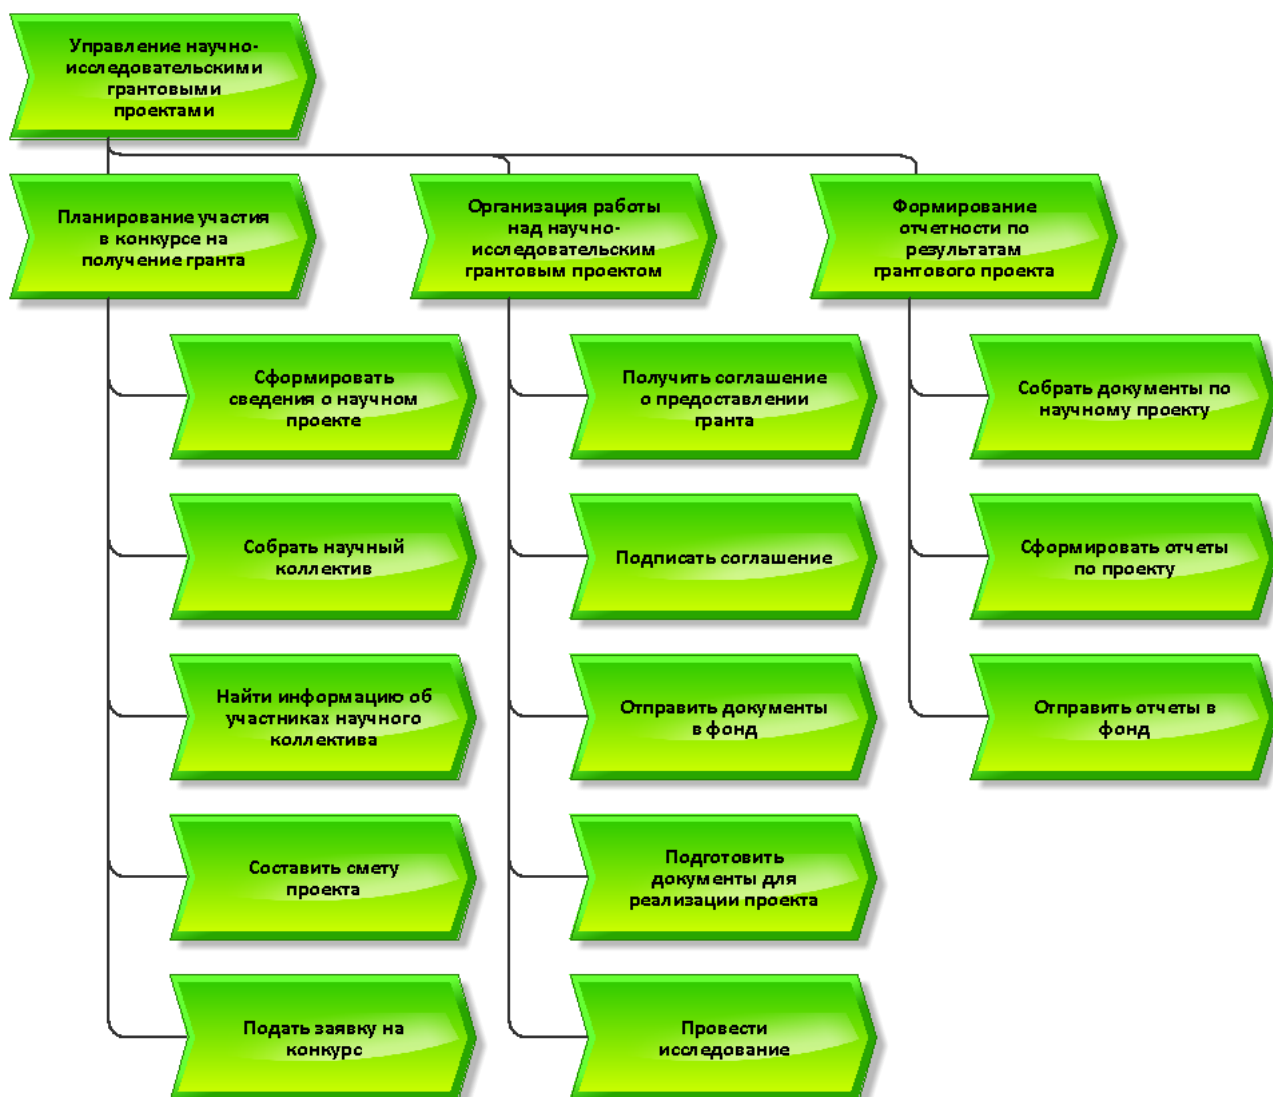 Управление научно-
исследовательскими
грантовыми
проектами
Планирование участия
в конкурсе на
получение гранта
Организация работы
над научно-
исследовательским
грантовым проектом
Формирование
отчетности по
результатам
грантового проекта
Сформировать
сведения о научном
проекте
Собрать научный
коллектив
Найти информацию об
участниках научного
коллектива
Составить смету
проекта
Подать заявку на
конкурс
Получить соглашение
о предоставлении
гранта
Подписать соглашение
Отправить документы
в фонд
Подготовить
документы для
реализации проекта
Провести
исследование
Собрать документы по
научному проекту
Сформировать отчеты
по проекту
Отправить отчеты в
фонд